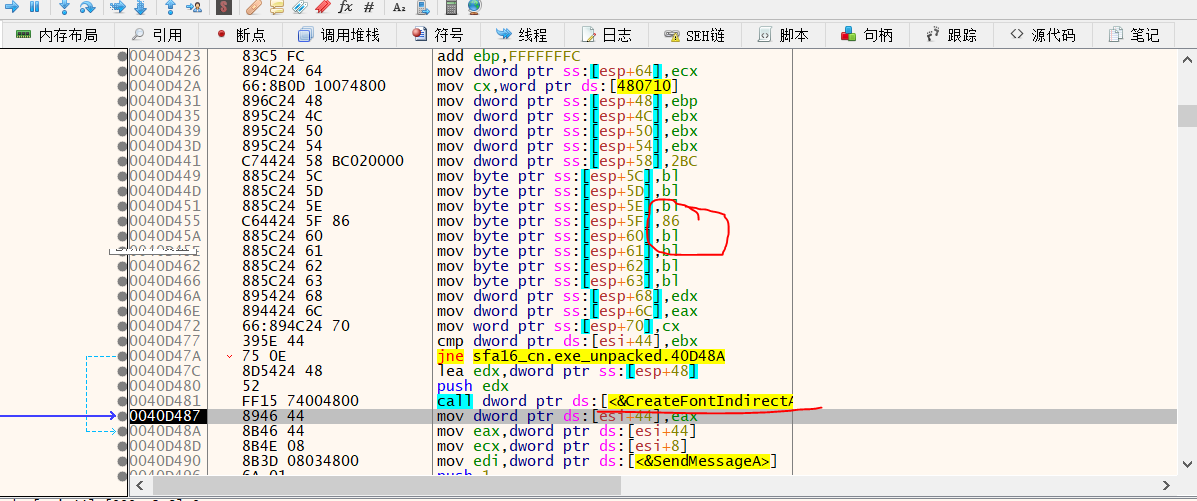 内存布局 引用 断点 调用堆栈 符号 线程 日志 SEH链 脚本 句柄 跟踪 源代码 笔记
0040D423 83C5 FC add ebp,FFFFFFFC
0040D426 894C24 64 mov dword ptr ss:[esp+64],ecx
0040D42A 66:8B0D 10074800 mov cx,word ptr ds:[480710]
0040D431 896C24 48 mov dword ptr ss:[esp+48],ebp
0040D435 895C24 4C mov dword ptr ss:[esp+4C],ebx
0040D439 895C24 50 mov dword ptr ss:[esp+50],ebx
0040D43D 895C24 54 mov dword ptr ss:[esp+54],ebx
0040D441 C74424 58 BC020000 mov dword ptr ss:[esp+58],2BC
0040D449 885C24 5C mov byte ptr ss:[esp+5C],bl
0040D44D 885C24 5D mov byte ptr ss:[esp+5D],bl
0040D451 885C24 5E mov byte ptr ss:[esp+5E],bl
0040D455 C64424 5F 86 mov byte ptr ss:[esp+5F],86
0040D45A 885C24 60 mov byte ptr ss:[esp+60],bl
885C24 61 mov byte ptr ss:[esp+61],bl
0040D462 885C24 62 mov byte ptr ss:[esp+62],bl
0040D466 885C24 63 mov byte ptr ss:[esp+63],bl
0040D46A 895424 68 mov dword ptr ss:[esp+68],edx
0040D46E 894424 6C mov dword ptr ss:[esp+6C],eax
0040D472 66:894C24 70 mov word ptr ss:[esp+70],cx
0040D477 395E 44 cmp dword ptr ds:[esi+44],ebx
0040D47A 75 0E jne sfa16_cn.exe_unpacked.40D48A
0040D47C 8D5424 48 lea edx,dword ptr ss:[esp+48]
0040D480 52 push edx
0040D481 FF15 74004800 call dword ptr ds:[<&CreateFontIndirectA
0040D487 8946 44 mov dword ptr ds:[esi+44],eax
0040D48A 8B46 44 mov eax,dword ptr ds:[esi+44]
0040D48D 8B4E 08 mov ecx,dword ptr ds:[esi+8]
0040D490 8B3D 08034800 mov edi,dword ptr ds:[<&SendMessageA>]
0040D496 6A 01 push 1